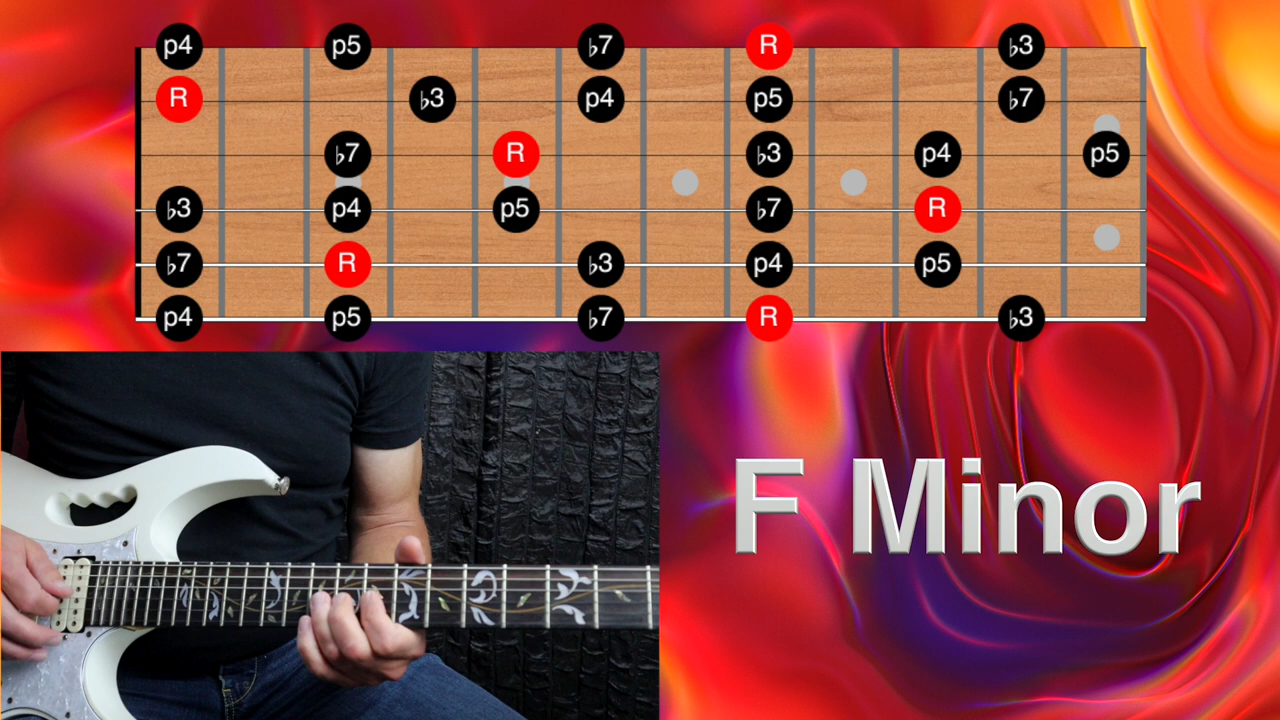 p4 p5 ♭7 R ♭3
R ♭3 p4 p5 ♭7
♭7 R ♭3 p4 p5
♭3 p4 p5 ♭7 R
♭7 R ♭3 p4 p5
p4 p5 ♭7 R ♭3
F Minor